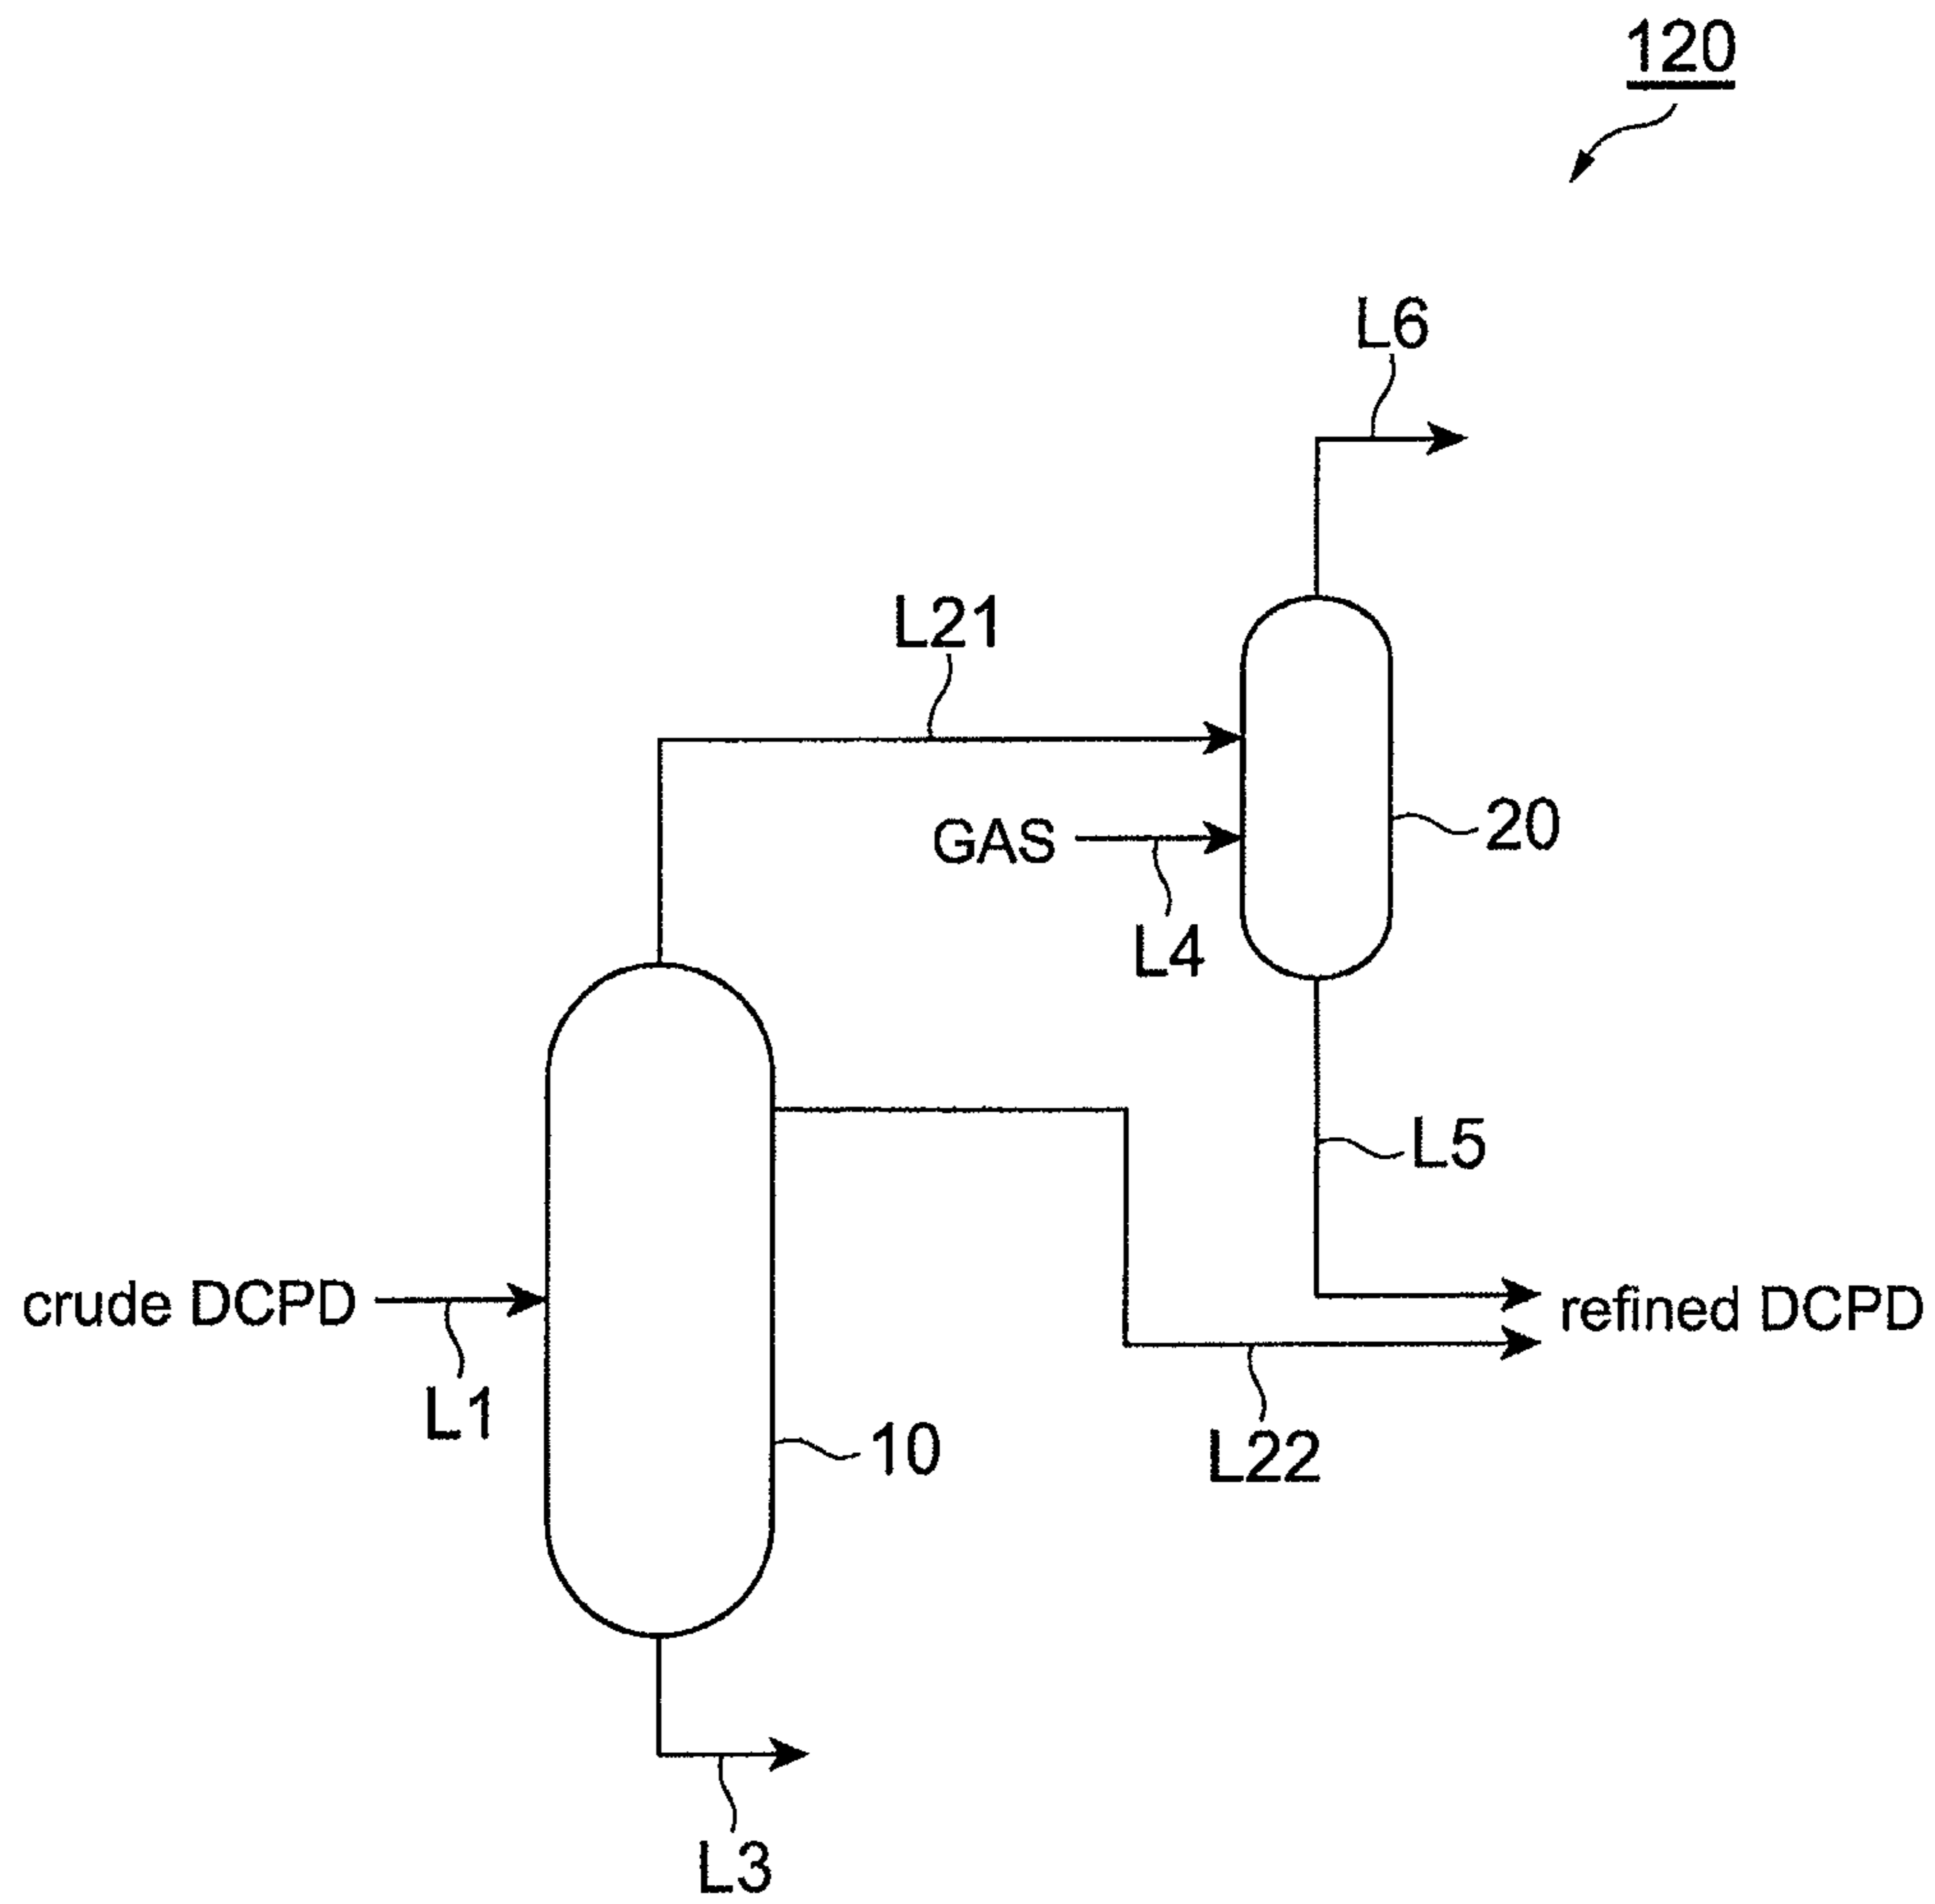 120
L6
L21
GAS
20
L4
L5
crude DCPD
refined DCPD
L1
10
L22
L3